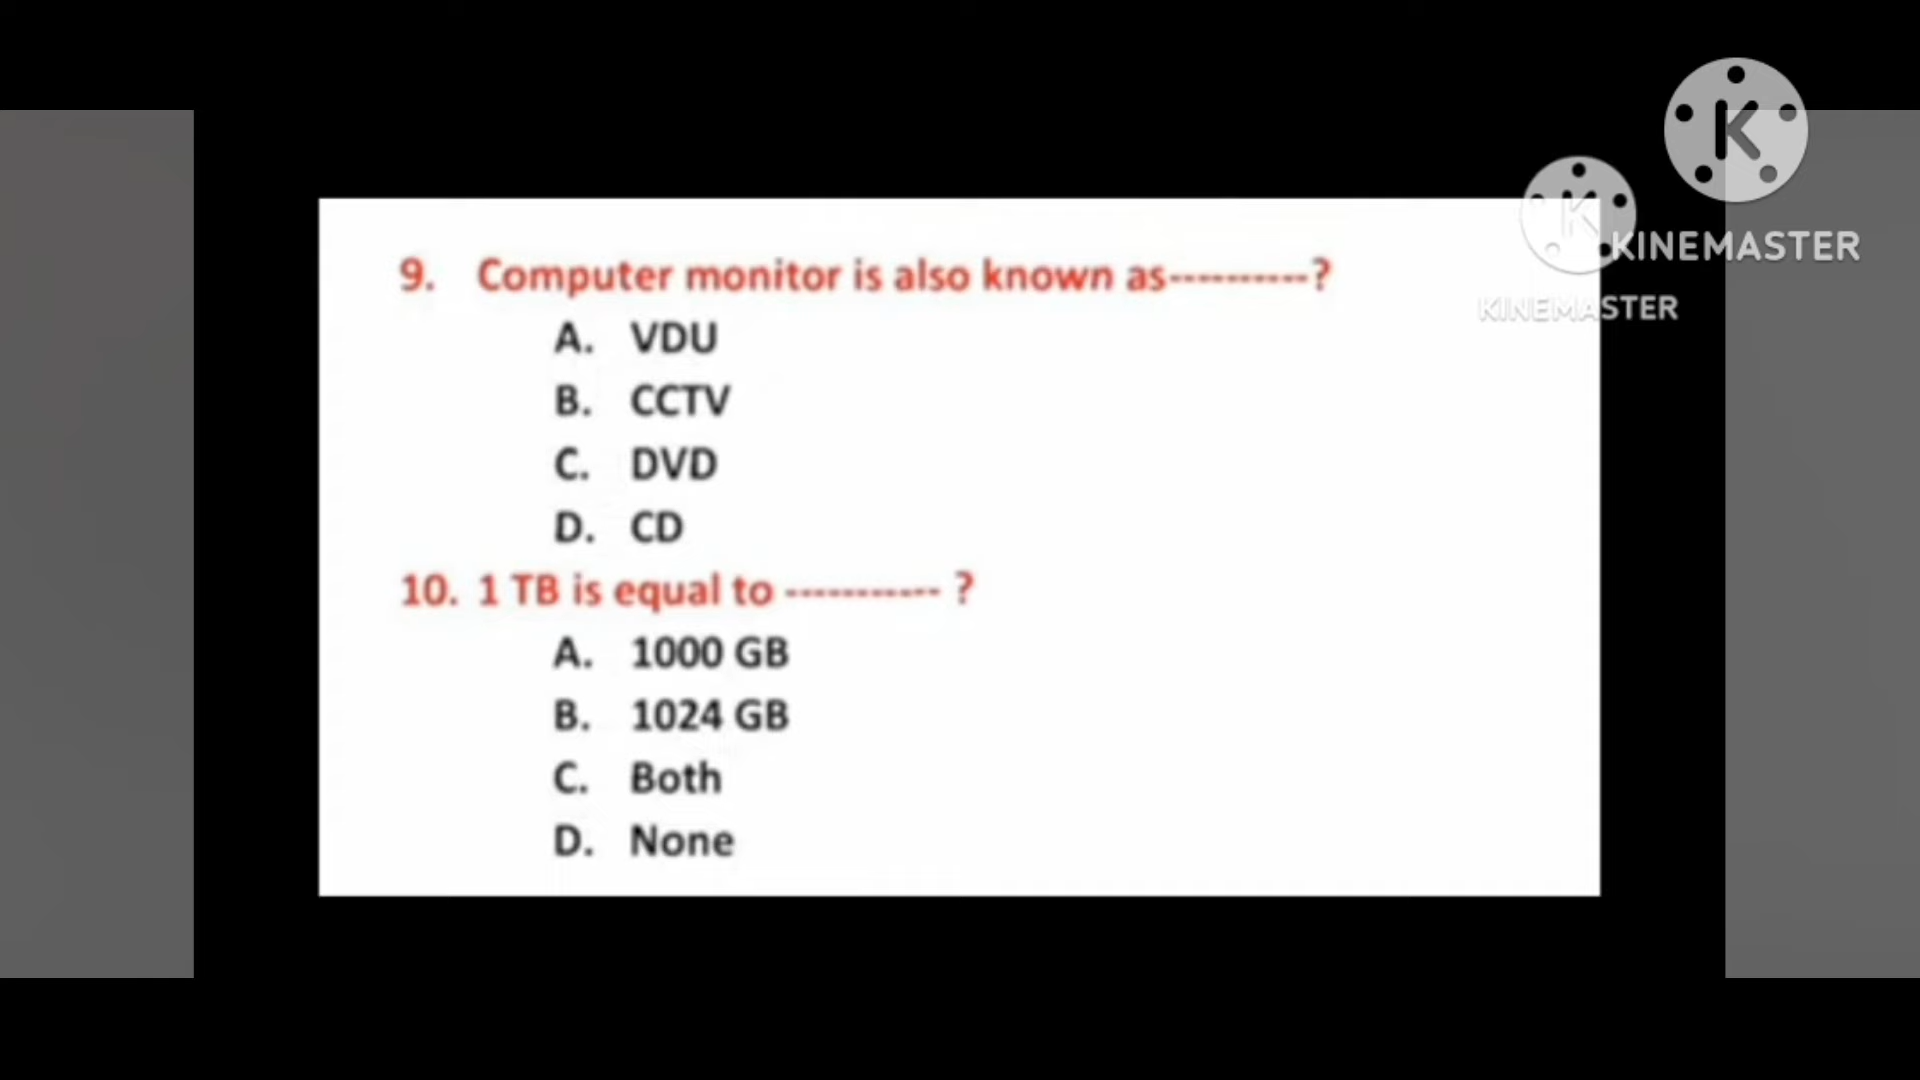 KINEMASTER
KINEMASTER
9. Computer monitor is also known as----------?
A. VDU
B. CCTV
C. DVD
D. CD
10. 1 TB is equal to ----------- ?
A. 1000 GB
B. 1024 GB
C. Both
D. None